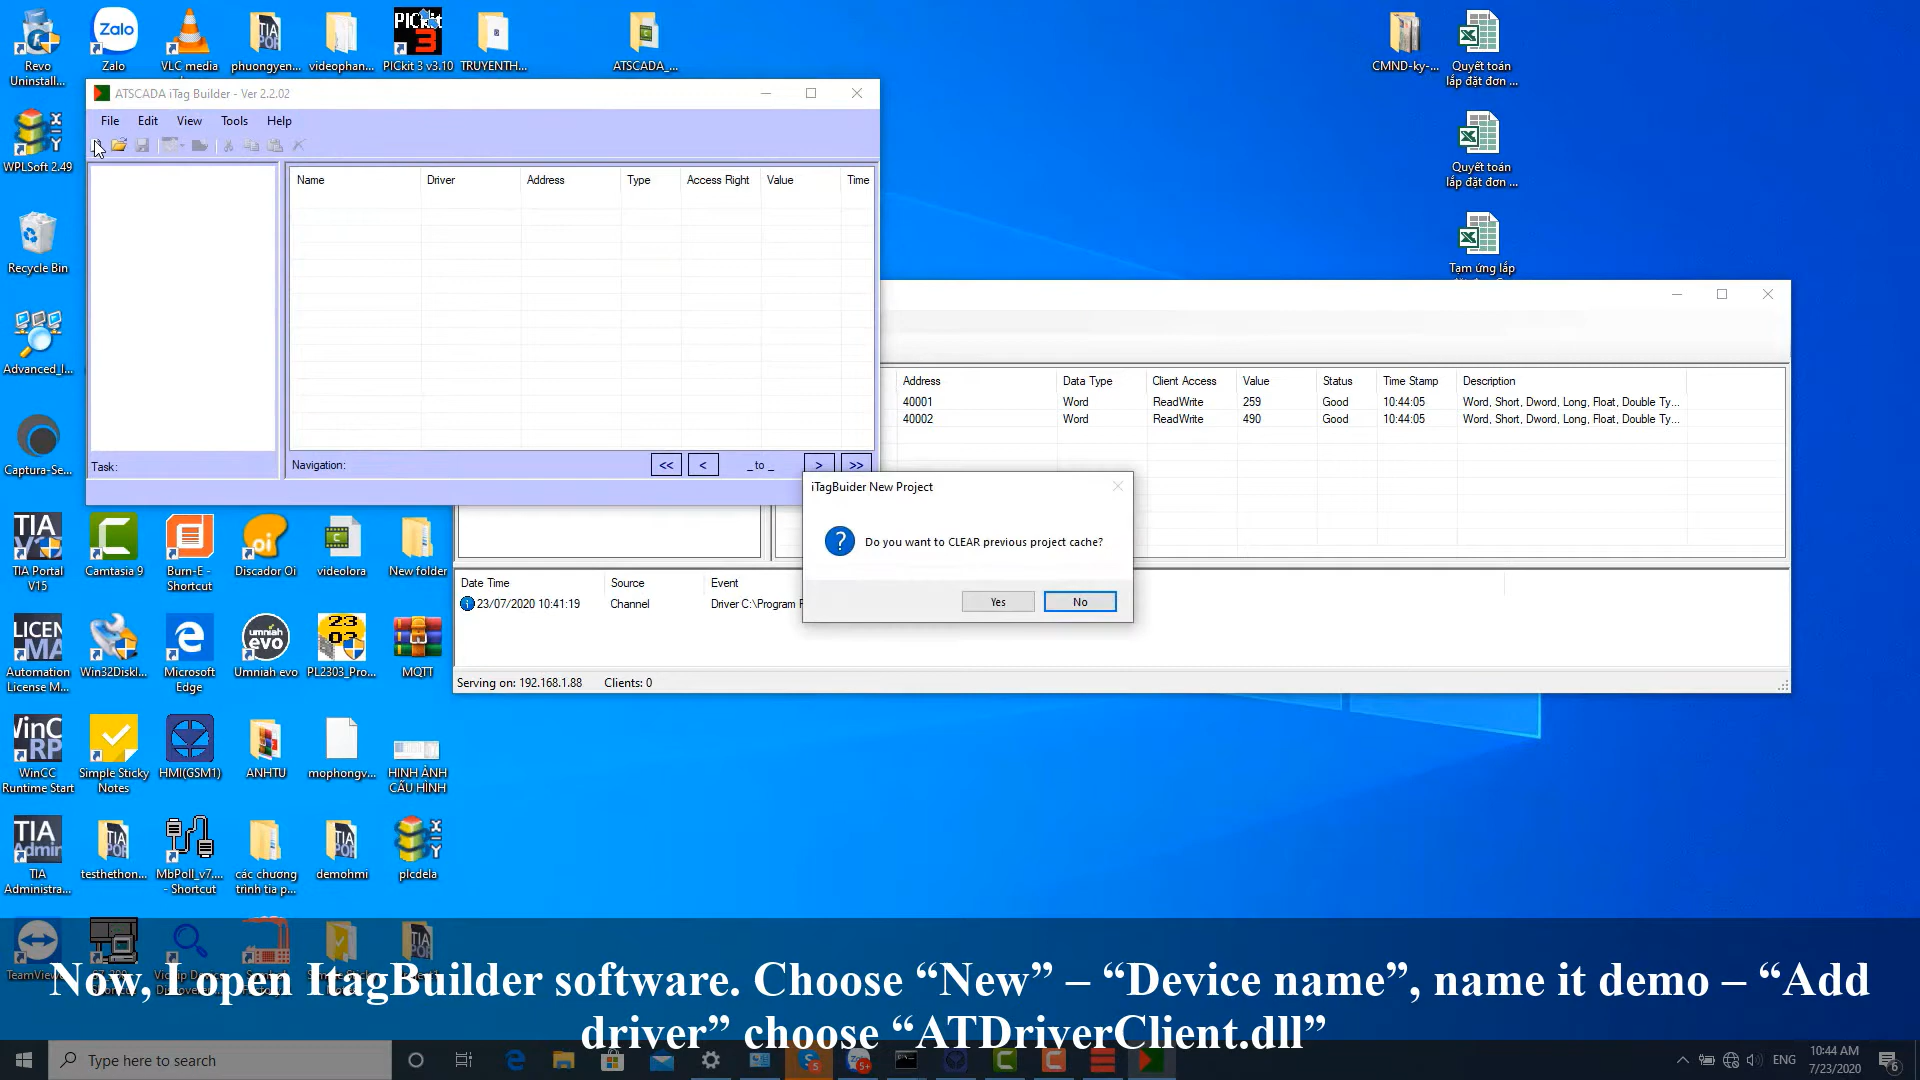 Revo
Uninstall...
Zalo
Zalo
VLC media
phuongyen...
videophan...
PICkit 3 v3.10
TRUYENTH...
ATSCADA_...
CMND-ky-...
Quyết toán
lắp đặt đơn ...
WPLSoft 2.49
Quyết toán
lắp đặt đơn ...
Recycle Bin
Tạm ứng lắp
Advanced_I...
Captura-Se...
ATSCADA iTag Builder - Ver 2.2.02
File Edit View Tools Help
Name Driver Address Type Access Right Value Time
Task:
Navigation: << < _ to _ > >>
Address Data Type Client Access Value Status Time Stamp Description
40001 Word ReadWrite 259 Good 10:44:05 Word, Short, Dword, Long, Float, Double Ty...
40002 Word ReadWrite 490 Good 10:44:05 Word, Short, Dword, Long, Float, Double Ty...
iTagBuider New Project
Do you want to CLEAR previous project cache?
Yes No
Date Time Source Event
23/07/2020 10:41:19 Channel Driver C:\Program
Serving on: 192.168.1.88 Clients: 0
TIA Portal
V15
Camtasia 9
Burn-E -
Shortcut
Discador Oi
videolora
New folder
Automation
License M...
Win32DiskI...
Microsoft
Edge
Umniah evo
PL2303_Pro...
MQTT
WinCC
Runtime Start
Simple Sticky
Notes
HMI(GSM1)
ANHTU
mophongv...
HINH ẢNH
CẤU HÌNH
TIA
Administra...
testhethon...
MbPoll_v7....
- Shortcut
các chương
trình tia p...
demohmi
plcdela
Now, I open ItagBuilder software. Choose “New” – “Device name”, name it demo – “Add
driver” choose “ATDriverClient.dll”
Type here to search
ENG
10:44 AM
7/23/2020